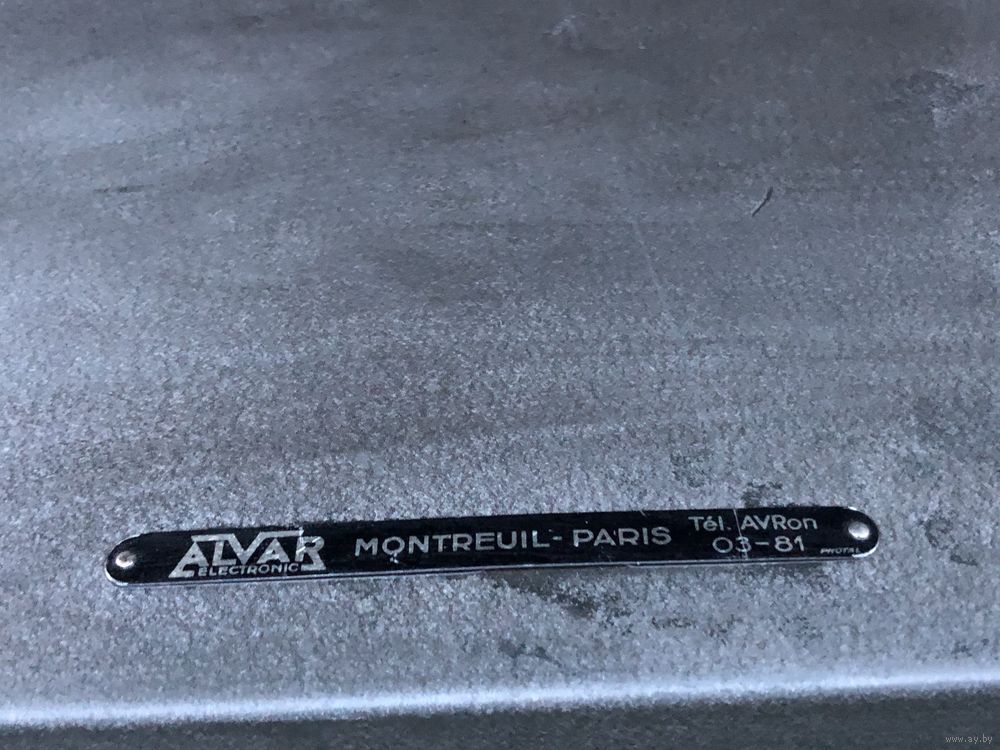 ALVAR
ELECTRONIC
MONTREUIL - PARIS
Tél. AVRon
03-81
PHOTAL
www.ay.by